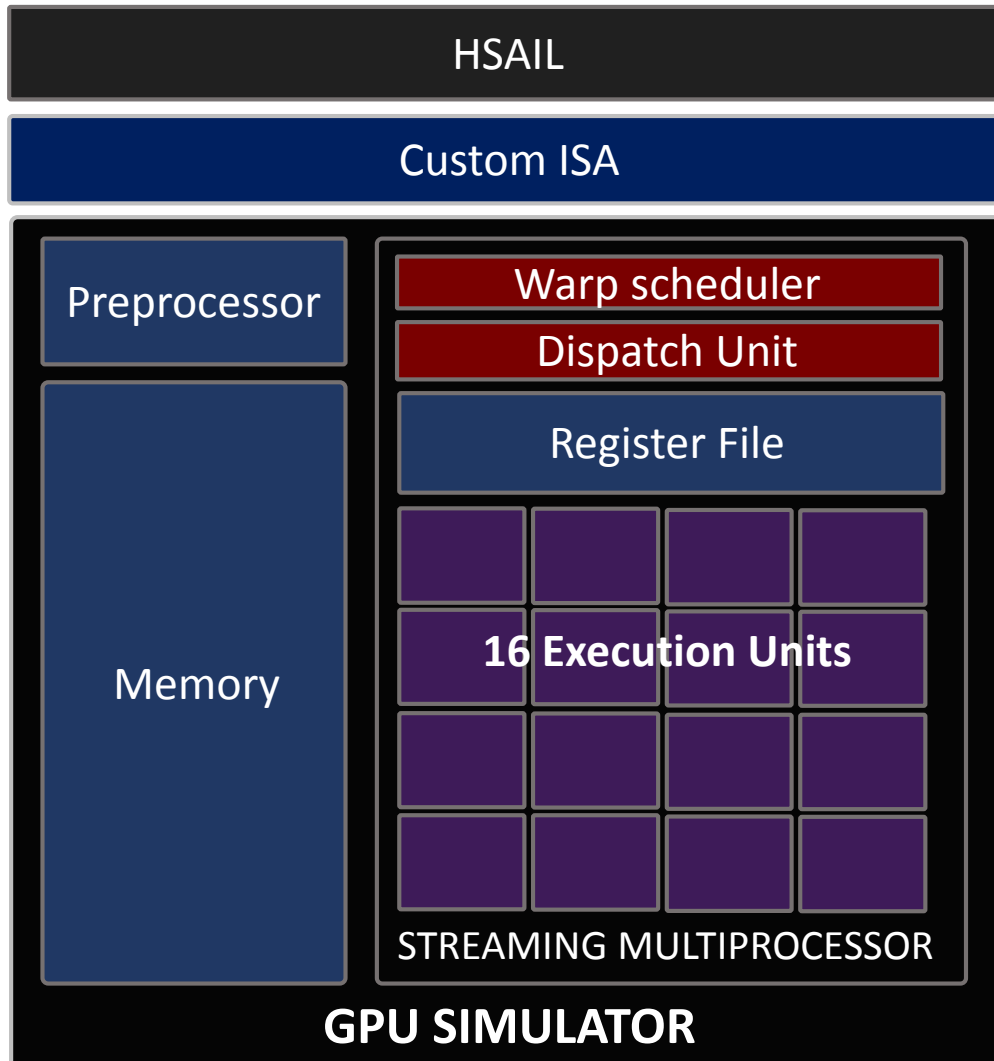 HSAIL
Custom ISA
Preprocessor
Memory
Warp scheduler
Dispatch Unit
Register File
16 Execution Units
STREAMING MULTIPROCESSOR
GPU SIMULATOR